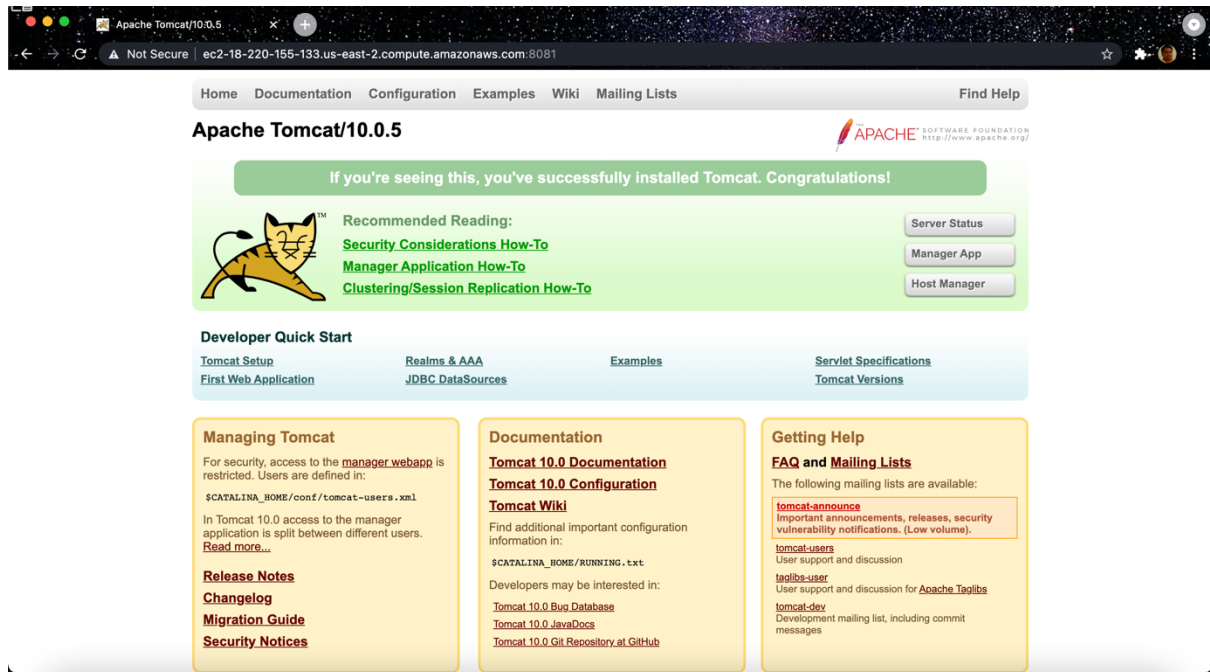 Apache Tomcat/10.0.5
Not Secure ec2-18-220-155-133.us-east-2.compute.amazonaws.com:8081
Home Documentation Configuration Examples Wiki Mailing Lists Find Help
Apache Tomcat/10.0.5
THE
APACHE® SOFTWARE FOUNDATION
http://www.apache.org/
If you're seeing this, you've successfully installed Tomcat. Congratulations!
TM
Recommended Reading:
Security Considerations How-To
Manager Application How-To
Clustering/Session Replication How-To
Server Status
Manager App
Host Manager
Developer Quick Start
Tomcat Setup
First Web Application
Realms & AAA
JDBC DataSources
Examples
Servlet Specifications
Tomcat Versions
Managing Tomcat
For security, access to the manager webapp is
restricted. Users are defined in:
$CATALINA_HOME/conf/tomcat-users.xml
In Tomcat 10.0 access to the manager
application is split between different users.
Read more...
Release Notes
Changelog
Migration Guide
Security Notices
Documentation
Tomcat 10.0 Documentation
Tomcat 10.0 Configuration
Tomcat Wiki
Find additional important configuration
information in:
$CATALINA_HOME/RUNNING.txt
Developers may be interested in:
Tomcat 10.0 Bug Database
Tomcat 10.0 JavaDocs
Tomcat 10.0 Git Repository at GitHub
Getting Help
FAQ and Mailing Lists
The following mailing lists are available:
tomcat-announce
Important announcements, releases, security
vulnerability notifications. (Low volume).
tomcat-users
User support and discussion
taglibs-user
User support and discussion for Apache Taglibs
tomcat-dev
Development mailing list, including commit
messages